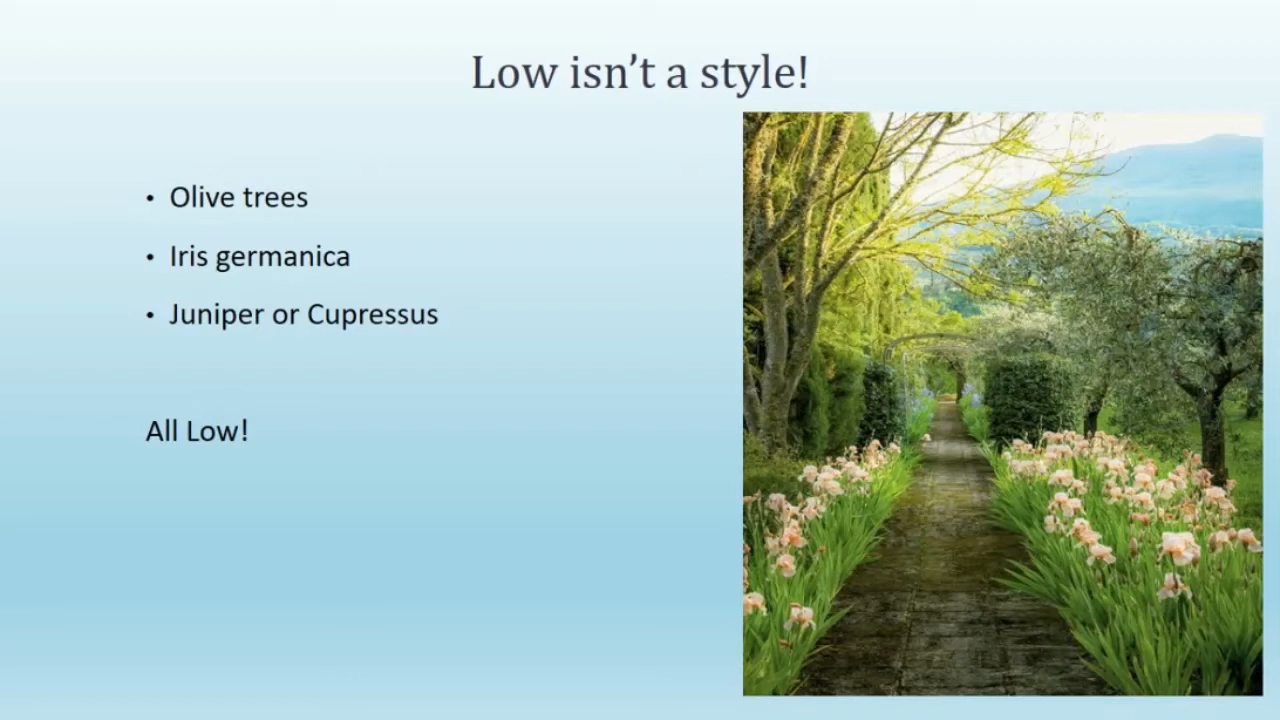 Low isn’t a style!
• Olive trees
• Iris germanica
• Juniper or Cupressus
All Low!